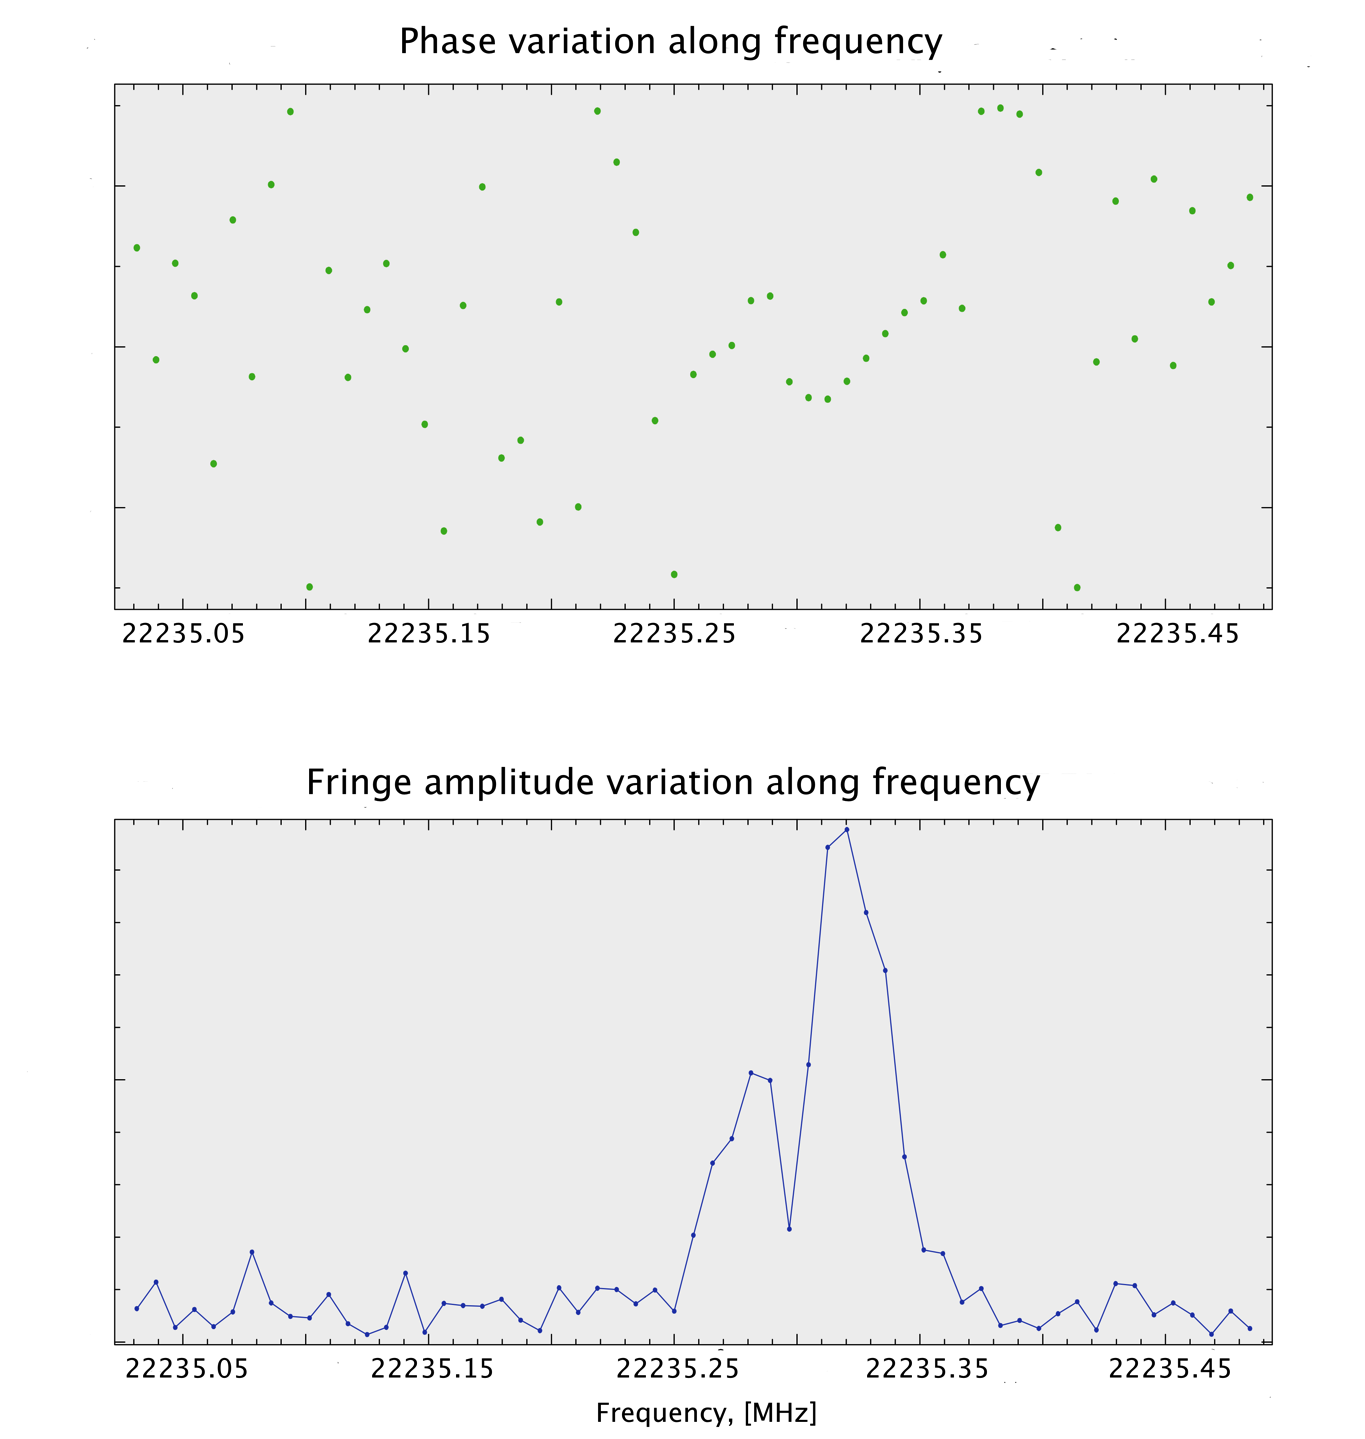 Phase variation along frequency
22235.05 22235.15 22235.25 22235.35 22235.45
Fringe amplitude variation along frequency
22235.05 22235.15 22235.25 22235.35 22235.45
Frequency, [MHz]